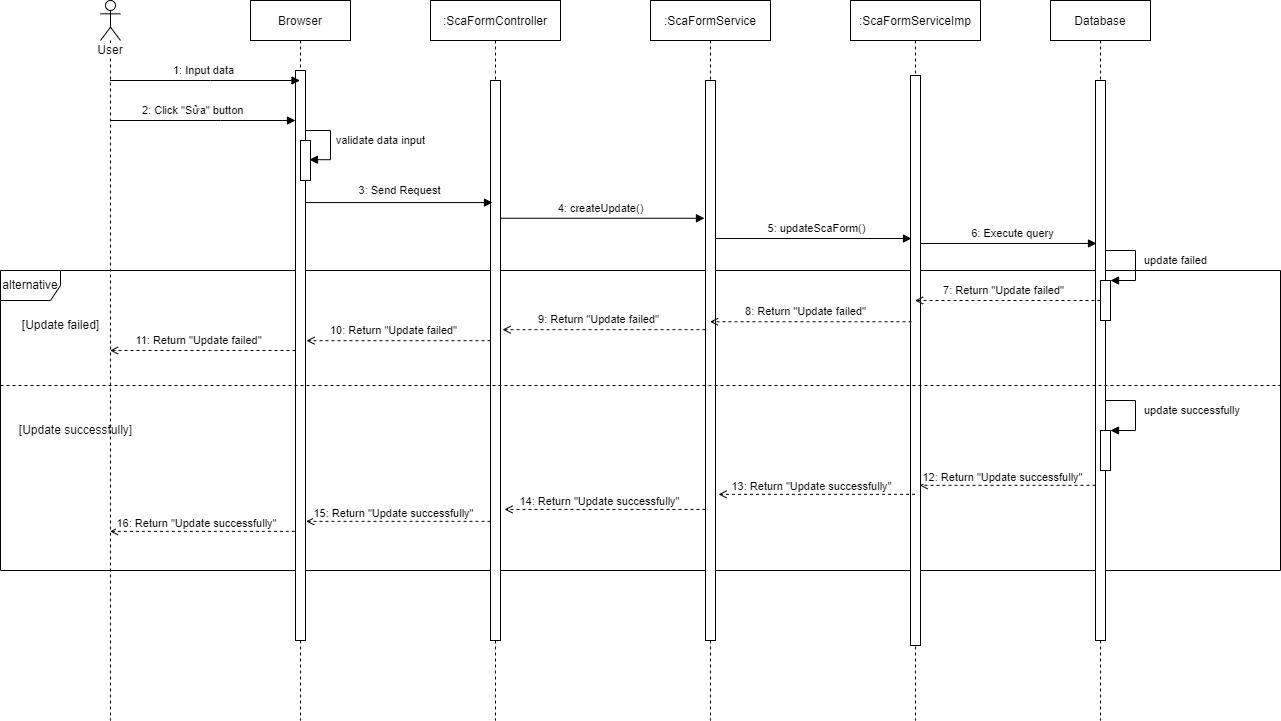 User
Browser
:ScaFormController
:ScaFormService
:ScaFormServiceImp
Database
1: Input data
2: Click "Sửa" button
validate data input
3: Send Request
4: createUpdate()
5: updateScaForm()
6: Execute query
update failed
alternative
[Update failed]
7: Return "Update failed"
8: Return "Update failed"
9: Return "Update failed"
10: Return "Update failed"
11: Return "Update failed"
update successfully
[Update successfully]
12: Return "Update successfully"
13: Return "Update successfully"
14: Return "Update successfully"
15: Return "Update successfully"
16: Return "Update successfully"